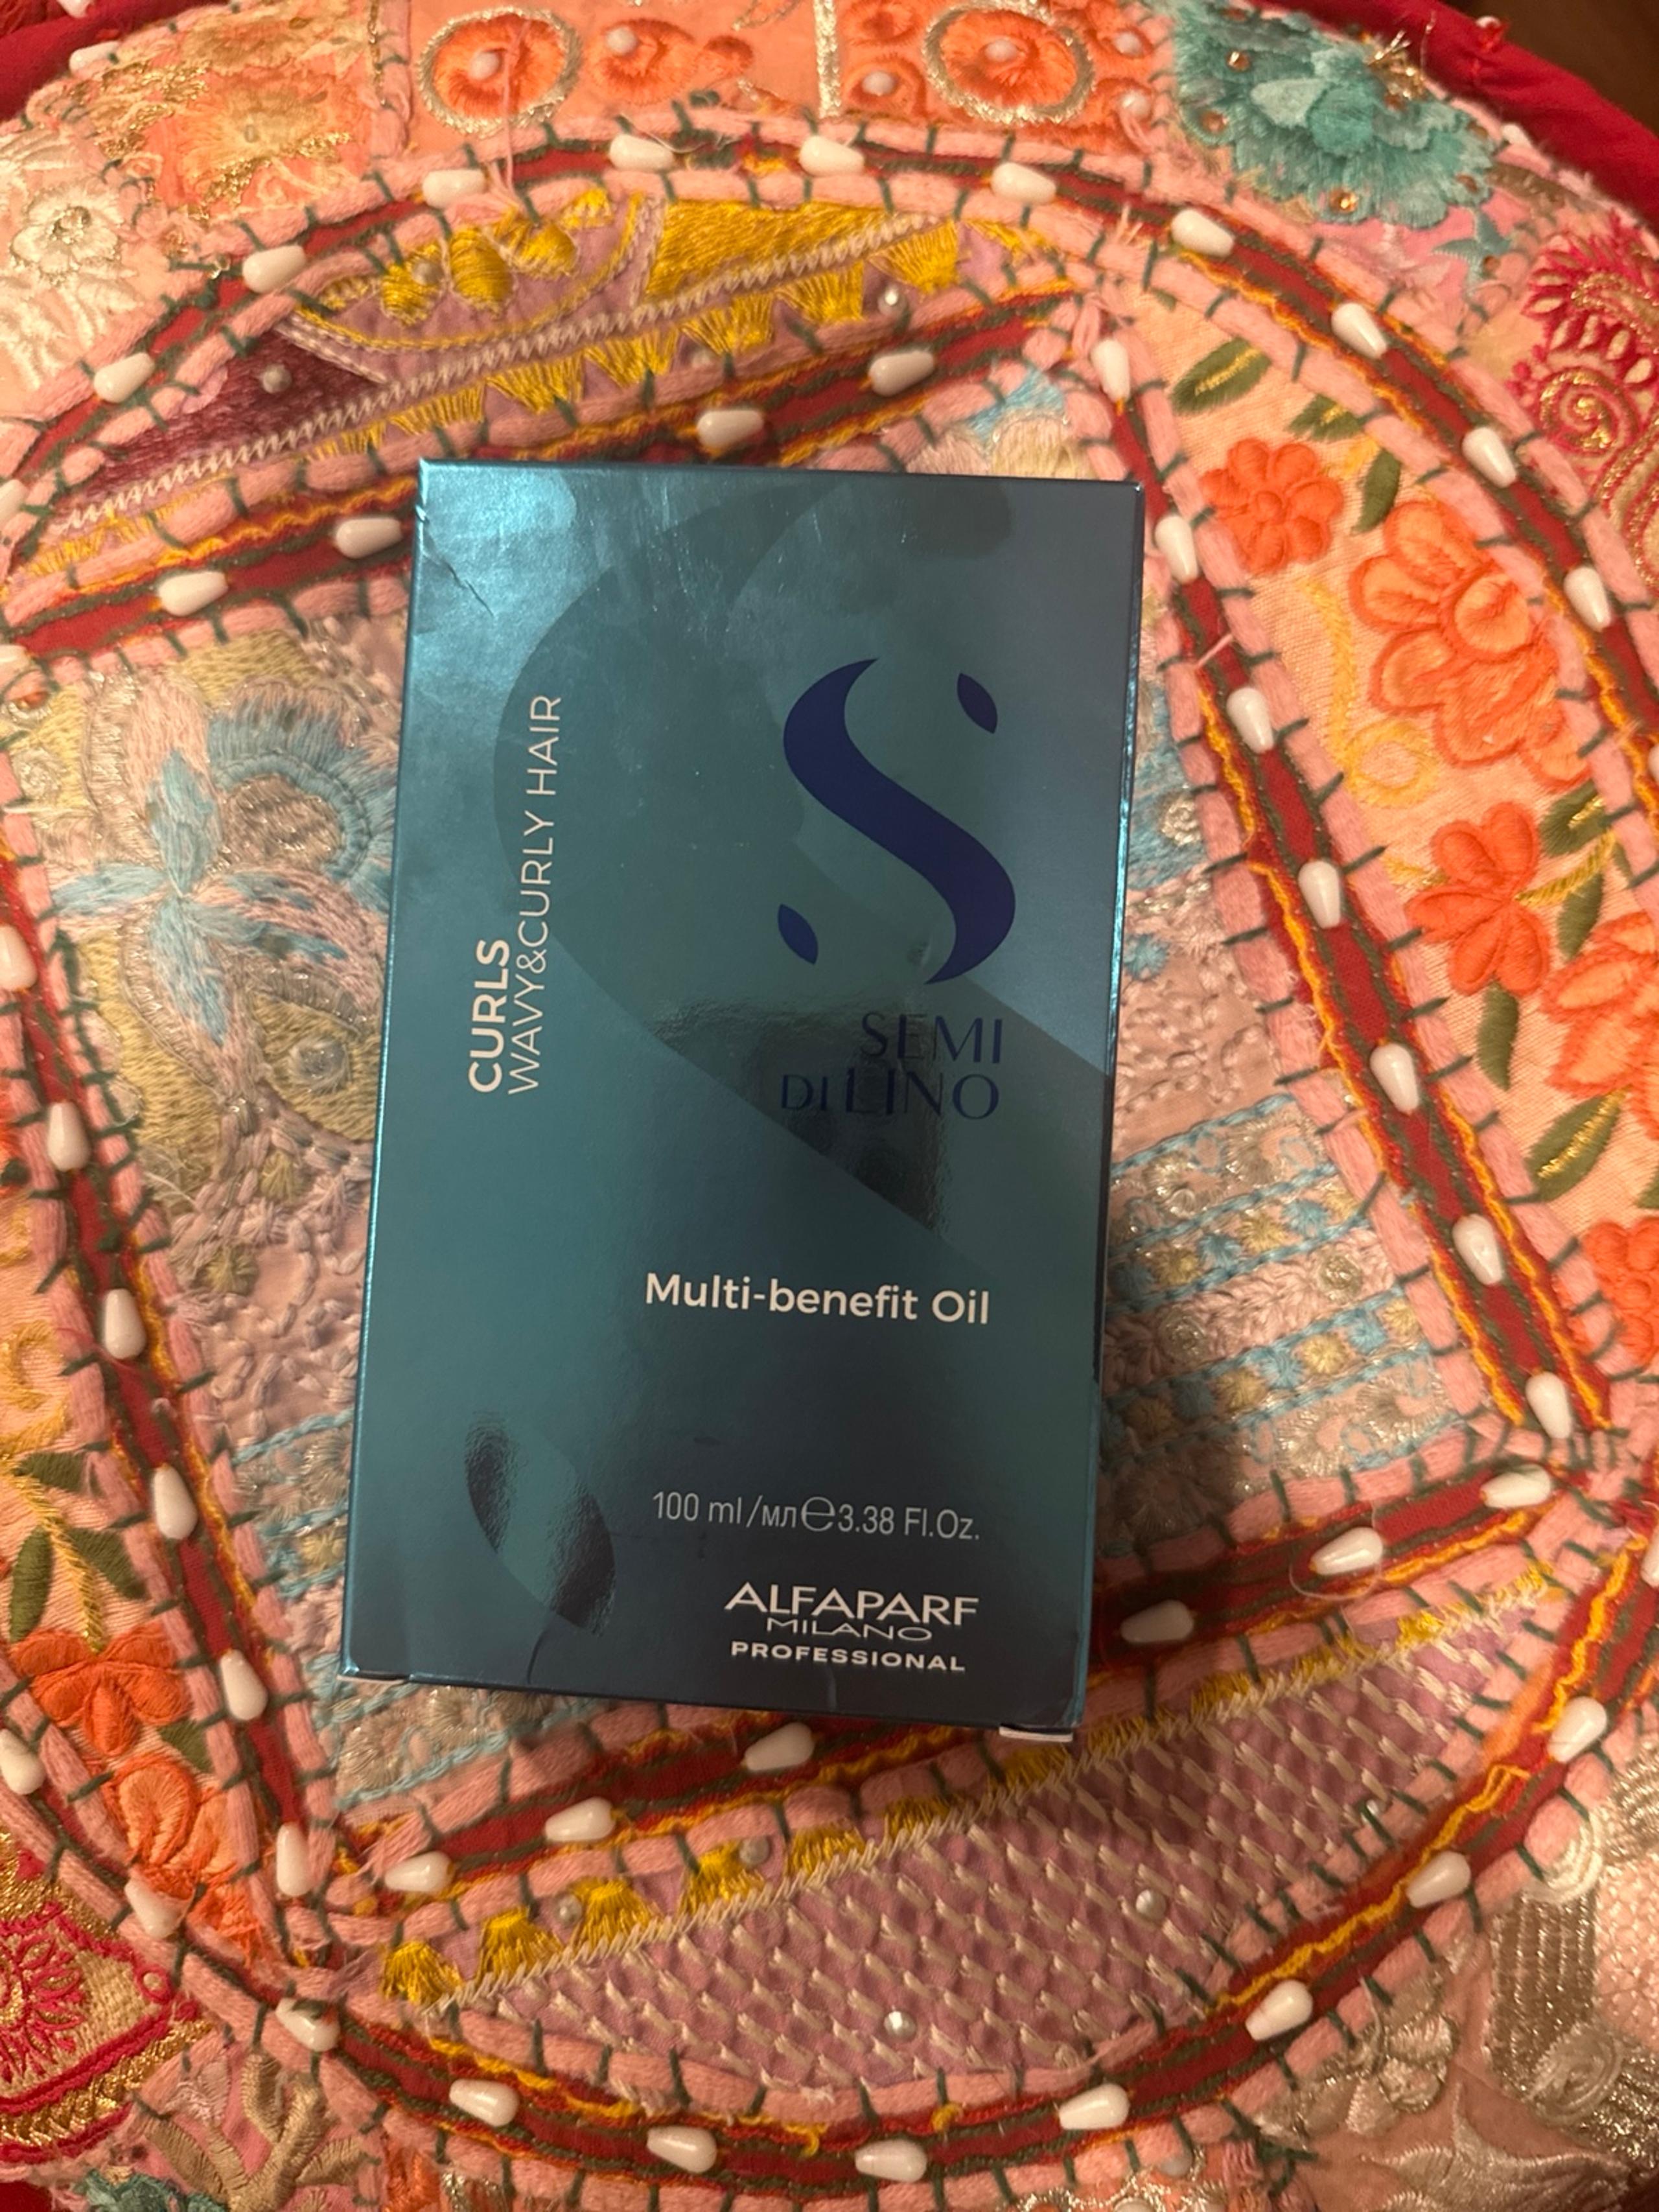 CURLS
WAVY&CURLY HAIR
SEMI
DI LINO
Multi-benefit Oil
100 ml/мл℮3.38 Fl.Oz.
ALFAPARF
MILANO
PROFESSIONAL